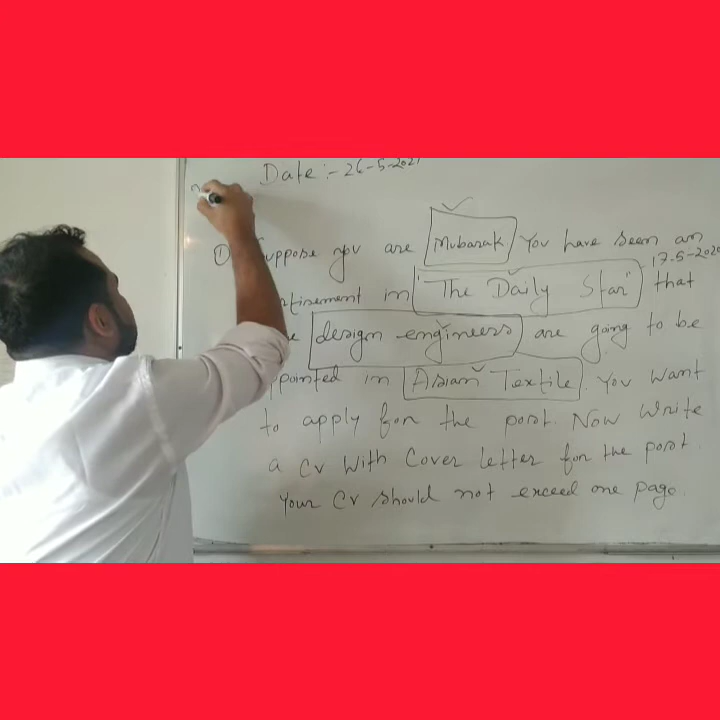 Date :- 26-5-2021
① Suppose you are Mubarak You have seen an
17-5-2020
tisement in "The Daily Star" that
design engineers are going to be
ppointed in Asian Textile. You want
to apply for the post. Now Write
a CV With Cover letter for the post.
Your CV should not exceed one page.